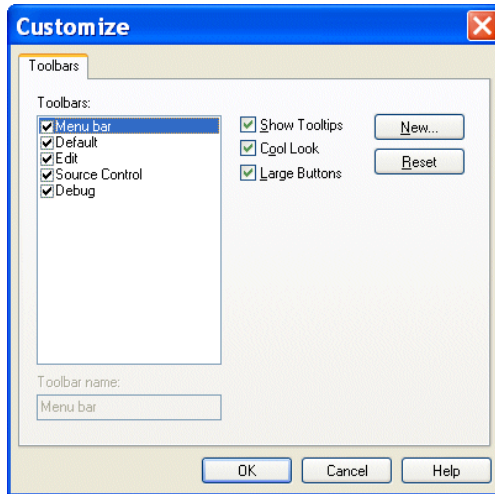 Customize
Toolbars
Toolbars:
Menu bar
Default
Edit
Source Control
Debug
Show Tooltips
Cool Look
Large Buttons
New...
Reset
Toolbar name:
Menu bar
OK
Cancel
Help